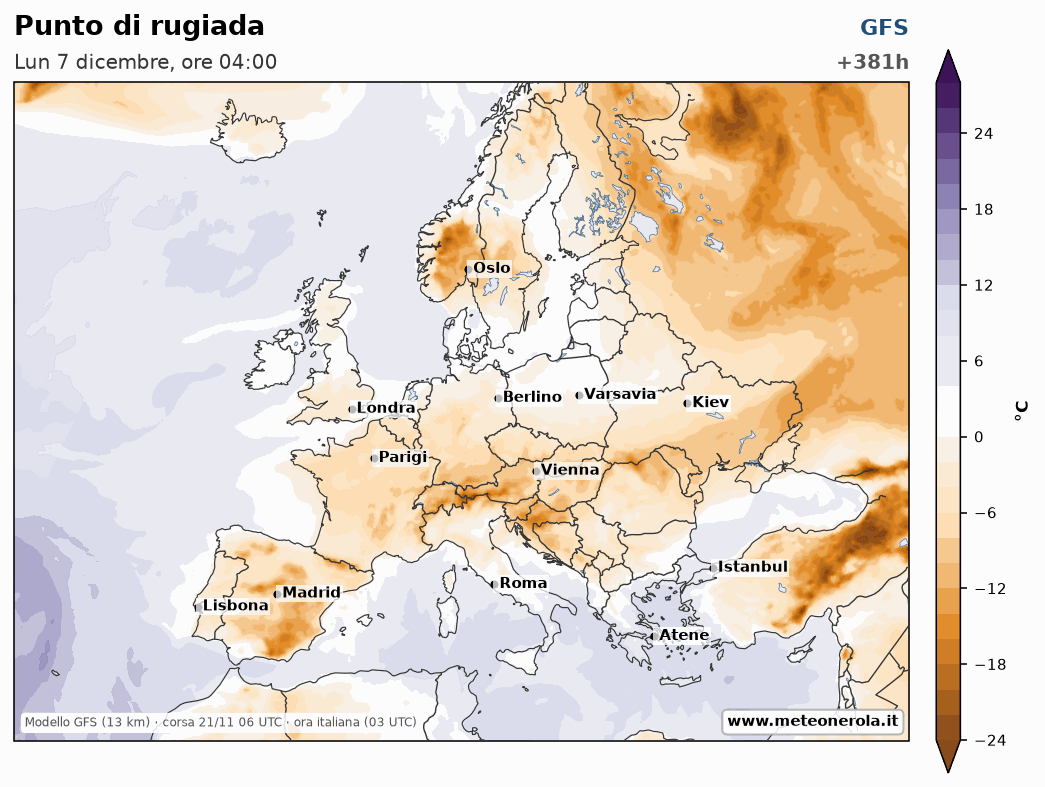 Punto di rugiada
GFS
Lun 7 dicembre, ore 04:00
+381h
24
18
12
6
0
−6
−12
−18
−24
°C
Oslo
Berlino
Varsavia
Kiev
Londra
Parigi
Vienna
Istanbul
Roma
Madrid
Lisbona
Atene
Modello GFS (13 km) · corsa 21/11 06 UTC · ora italiana (03 UTC)
www.meteonerola.it